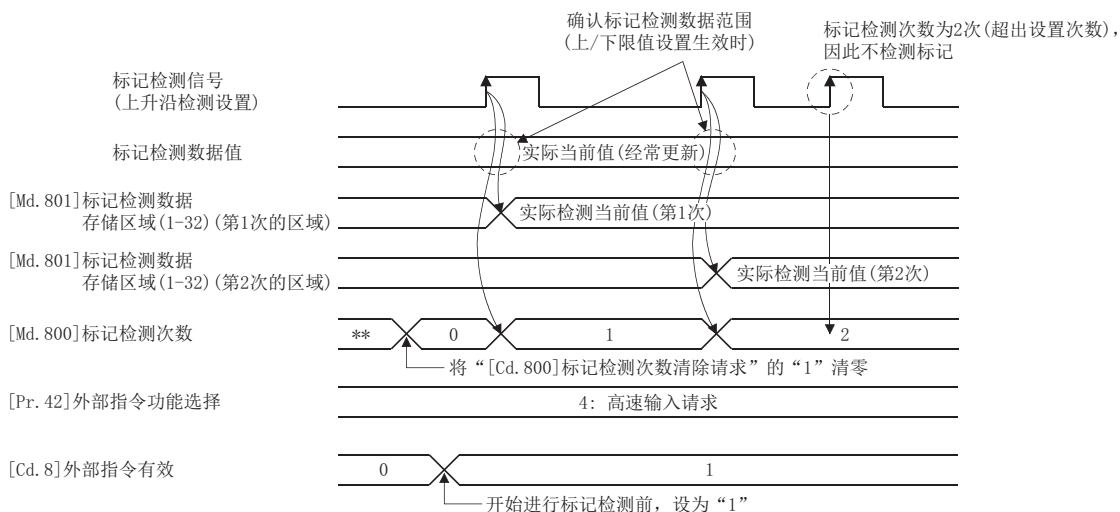 确认标记检测数据范围
(上/下限值设置生效时)
标记检测次数为2次(超出设置次数),
因此不检测标记
标记检测信号
(上升沿检测设置)
标记检测数据值
实际当前值(经常更新)
[Md.801]标记检测数据
存储区域(1-32)(第1次的区域)
实际检测当前值(第1次)
[Md.801]标记检测数据
存储区域(1-32)(第2次的区域)
实际检测当前值(第2次)
[Md.800]标记检测次数
** 0 1 2
将“[Cd.800]标记检测次数清除请求”的“1”清零
[Pr.42]外部指令功能选择
4: 高速输入请求
[Cd.8]外部指令有效
0 1
开始进行标记检测前，设为“1”